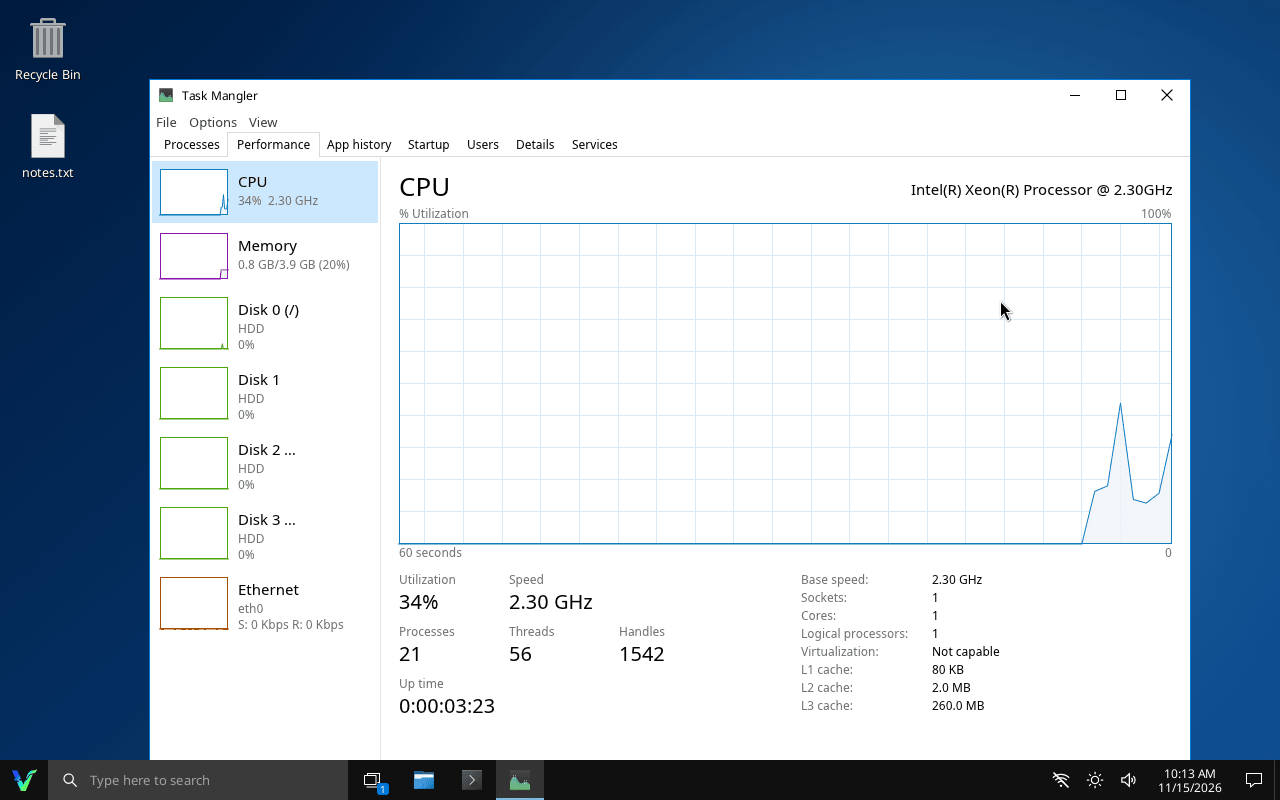 Recycle Bin
notes.txt
Task Mangler
File Options View
Processes Performance App history Startup Users Details Services
CPU
34% 2.30 GHz
Memory
0.8 GB/3.9 GB (20%)
Disk 0 (/)
HDD
0%
Disk 1
HDD
0%
Disk 2 ...
HDD
0%
Disk 3 ...
HDD
0%
Ethernet
eth0
S: 0 Kbps R: 0 Kbps
CPU
Intel(R) Xeon(R) Processor @ 2.30GHz
% Utilization 100%
60 seconds 0
Utilization Speed
34% 2.30 GHz
Processes Threads Handles
21 56 1542
Up time
0:00:03:23
Base speed: 2.30 GHz
Sockets: 1
Cores: 1
Logical processors: 1
Virtualization: Not capable
L1 cache: 80 KB
L2 cache: 2.0 MB
L3 cache: 260.0 MB
Type here to search
1
10:13 AM
11/15/2026